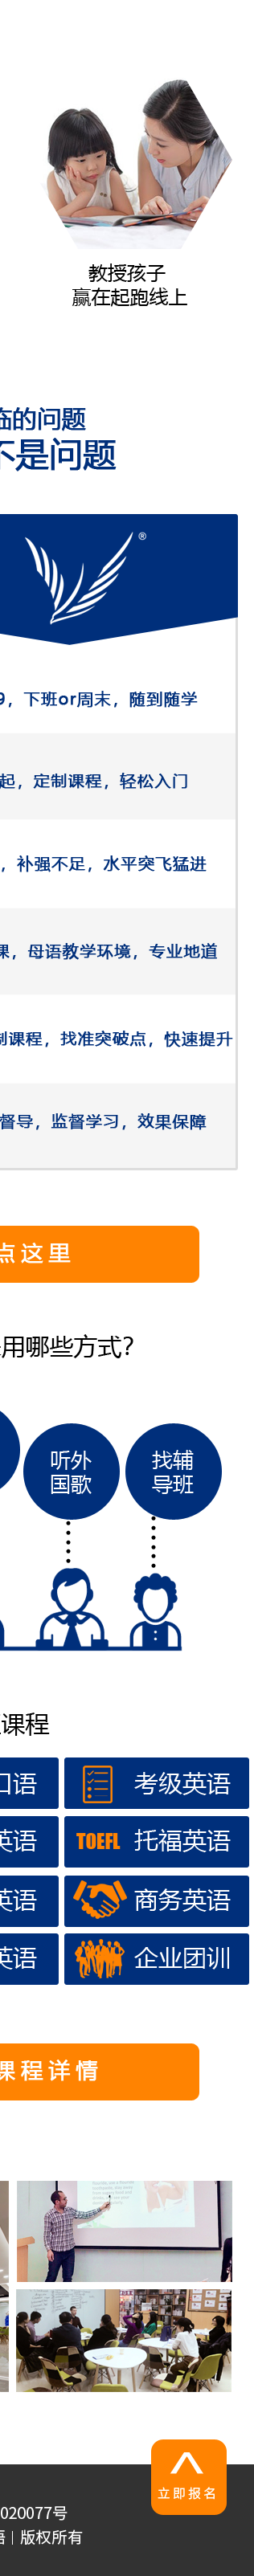 教授孩子
赢在起跑线上
临的问题
不是问题
®
9，下班or周末，随到随学
起，定制课程，轻松入门
，补强不足，水平突飞猛进
课，母语教学环境，专业地道
制课程，找准突破点，快速提升
督导，监督学习，效果保障
点这里
用哪些方式？
听外
国歌
找辅
导班
课程
口语
考级英语
英语
TOEFL 托福英语
英语
商务英语
英语
企业团训
课程详情
立即报名
020077号
语|版权所有